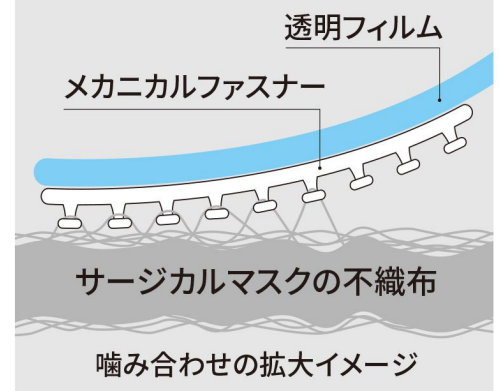 透明フィルム
メカニカルファスナー
サージカルマスクの不織布
噛み合わせの拡大イメージ